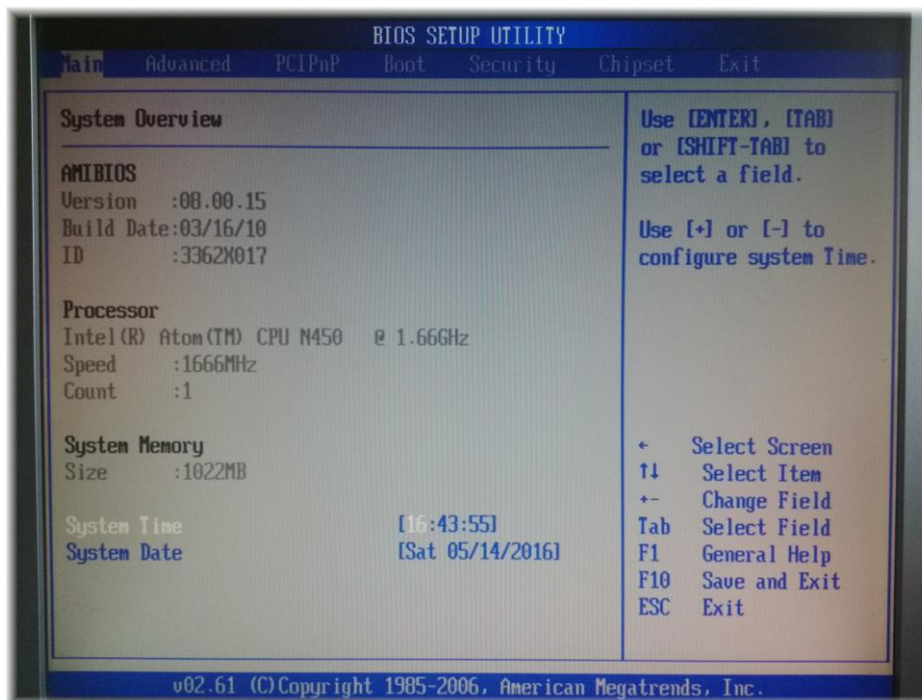 BIOS SETUP UTILITY
Main Advanced PCIPnP Boot Security Chipset Exit
System Overview
AMIBIOS
Version :08.00.15
Build Date:03/16/10
ID :3362X017
Processor
Intel(R) Atom(TM) CPU N450 @ 1.66GHz
Speed :1666MHz
Count :1
System Memory
Size :1022MB
System Time [16:43:55]
System Date [Sat 05/14/2016]
Use [ENTER], [TAB]
or [SHIFT-TAB] to
select a field.
Use [+] or [-] to
configure system Time.
← Select Screen
↑↓ Select Item
+- Change Field
Tab Select Field
F1 General Help
F10 Save and Exit
ESC Exit
v02.61 (C)Copyright 1985-2006, American Megatrends, Inc.